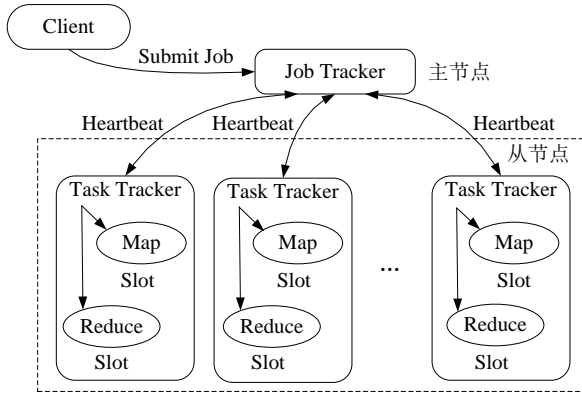 Client
Submit Job
Job Tracker
主节点
Heartbeat
Heartbeat
Heartbeat
从节点
Task Tracker
Map
Slot
Reduce
Slot
Task Tracker
Map
Slot
Reduce
Slot
...
Task Tracker
Map
Slot
Reduce
Slot